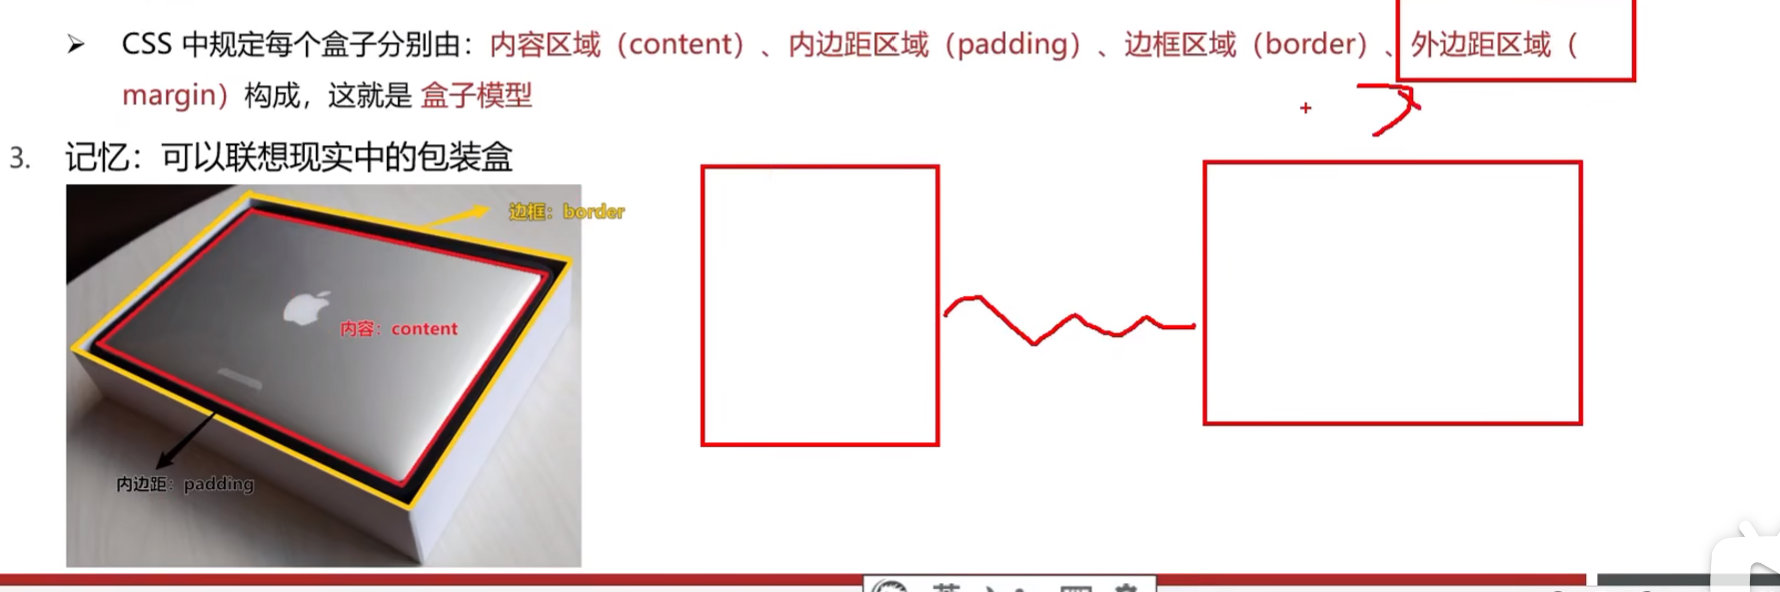 ➢ CSS 中规定每个盒子分别由：内容区域（content）、内边距区域（padding）、边框区域（border）、外边距区域（
margin）构成，这就是 盒子模型
3. 记忆：可以联想现实中的包装盒
边框：border
内容：content
内边距：padding